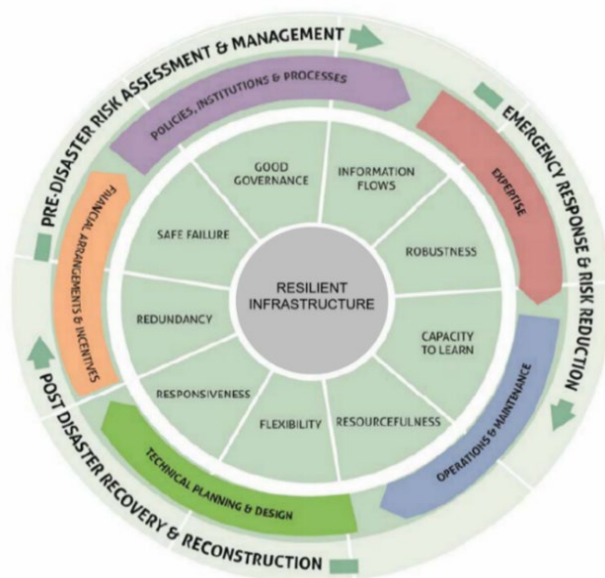 PRE-DISASTER RISK ASSESSMENT & MANAGEMENT
EMERGENCY RESPONSE & RISK REDUCTION
POST DISASTER RECOVERY & RECONSTRUCTION
POLICIES, INSTITUTIONS & PROCESSES
EXPERTISE
OPERATIONS & MAINTENANCE
TECHNICAL PLANNING & DESIGN
FINANCIAL ARRANGEMENTS & INCENTIVES
GOOD
GOVERNANCE
INFORMATION
FLOWS
ROBUSTNESS
CAPACITY
TO LEARN
RESOURCEFULNESS
FLEXIBILITY
RESPONSIVENESS
REDUNDANCY
SAFE FAILURE
RESILIENT
INFRASTRUCTURE